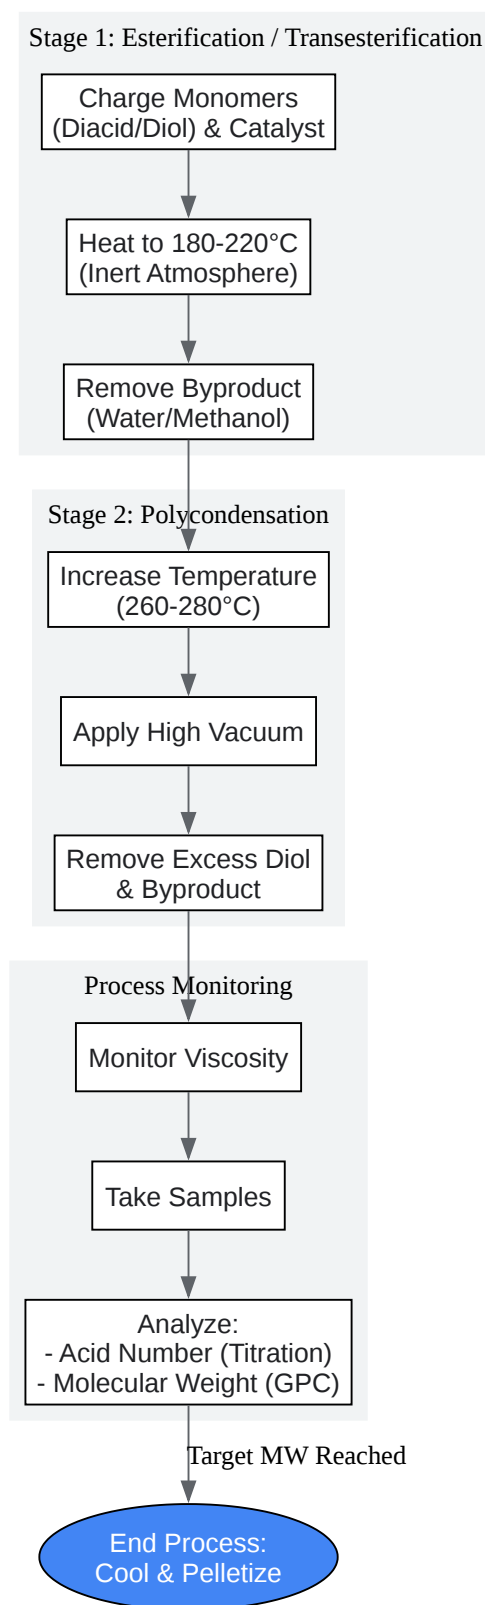 Stage 1: Esterification / Transesterification
Charge Monomers
(Diacid/Diol) & Catalyst
Heat to 180-220°C
(Inert Atmosphere)
Remove Byproduct
(Water/Methanol)
Stage 2: Polycondensation
Increase Temperature
(260-280°C)
Apply High Vacuum
Remove Excess Diol
& Byproduct
Process Monitoring
Monitor Viscosity
Take Samples
Analyze:
- Acid Number (Titration)
- Molecular Weight (GPC)
Target MW Reached
End Process:
Cool & Pelletize